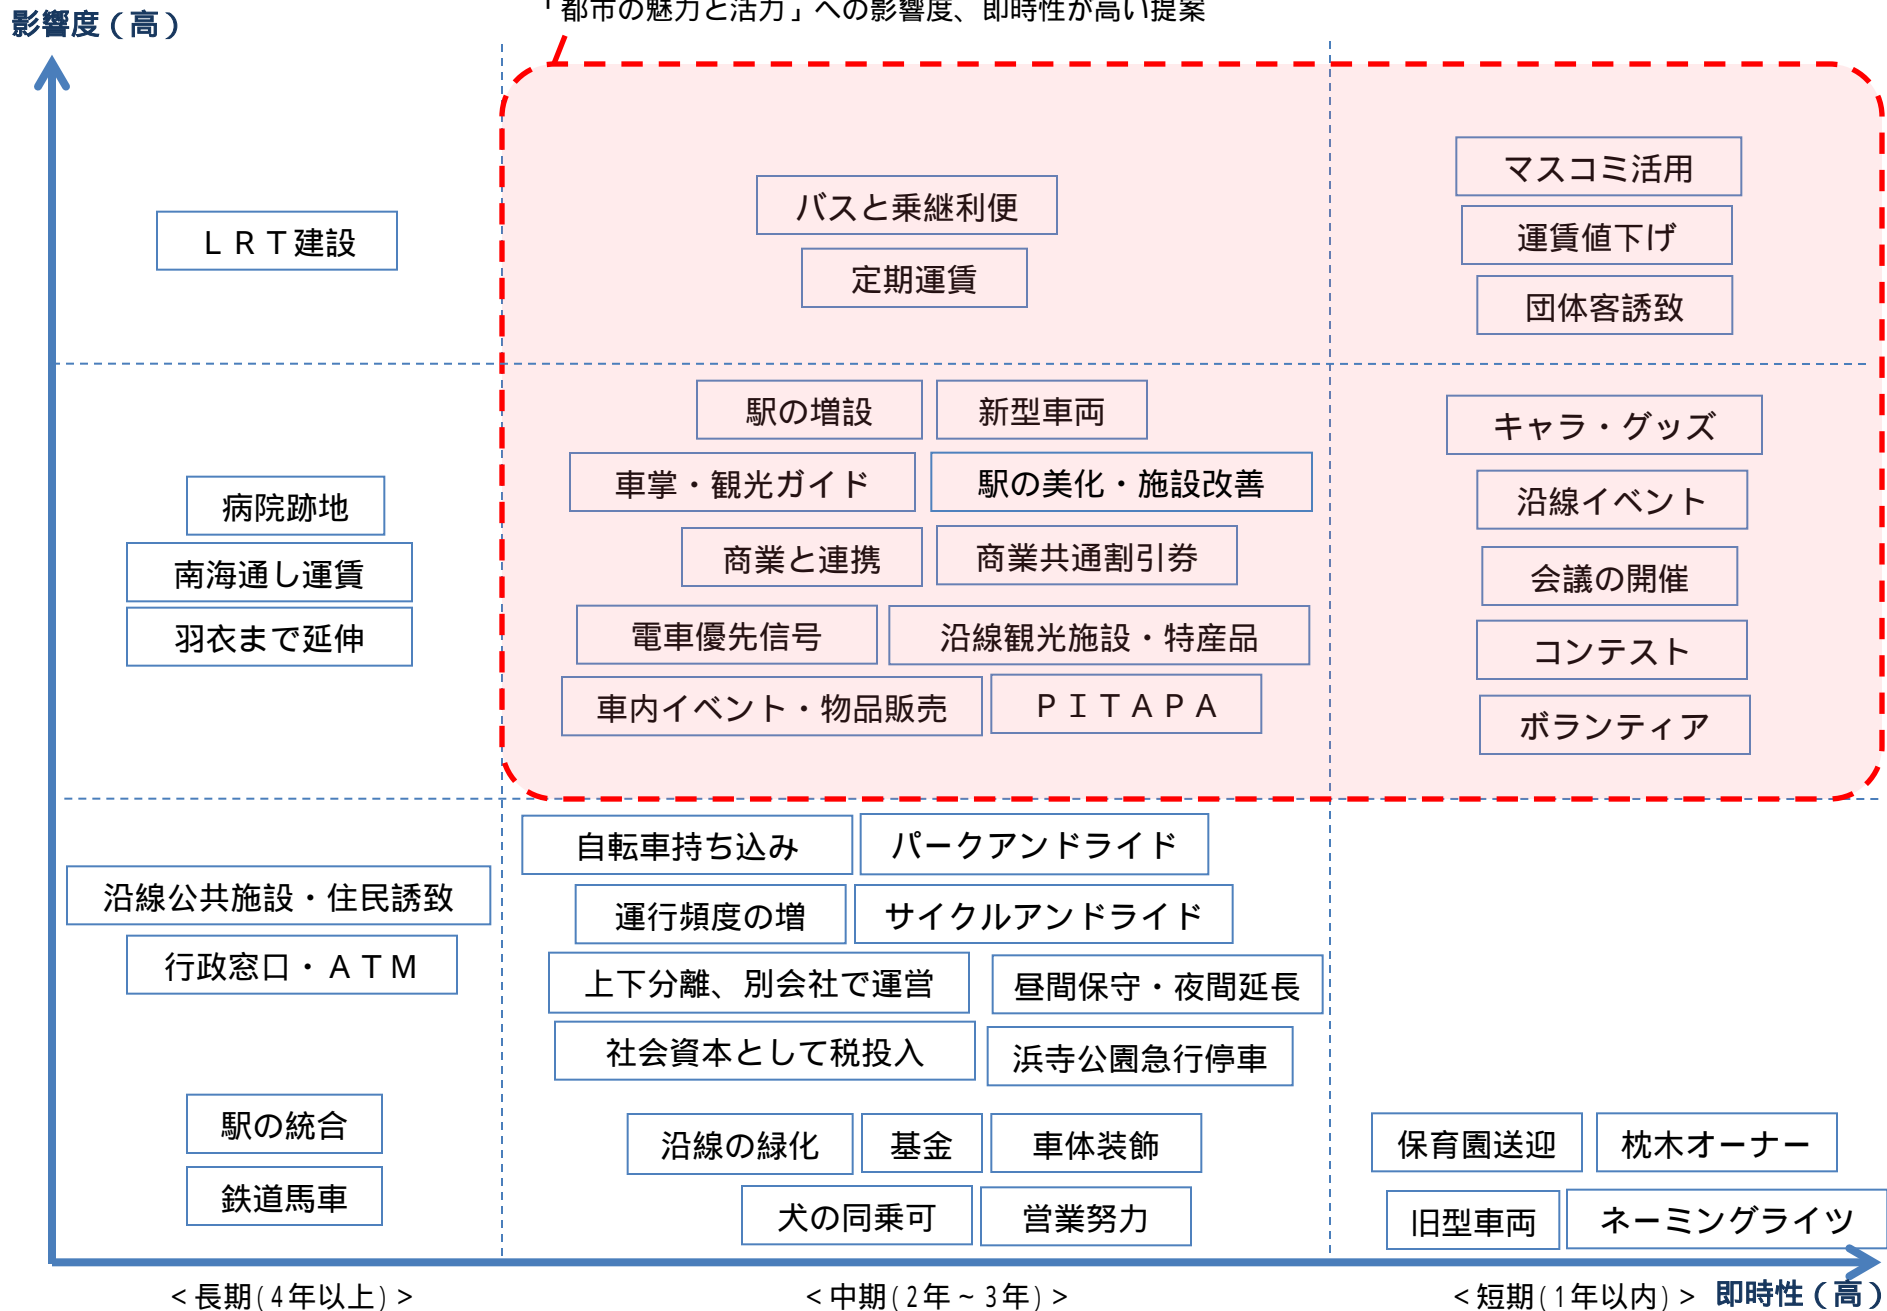 「都市の魅力と活力」への影響度、即時性が高い提案
影響度(高)
LRT建設
バスと乗継利便
定期運賃
マスコミ活用
運賃値下げ
団体客誘致
病院跡地
南海通し運賃
羽衣まで延伸
駅の増設
新型車両
車掌・観光ガイド
駅の美化・施設改善
商業と連携
商業共通割引券
電車優先信号
沿線観光施設・特産品
車内イベント・物品販売
PITAPA
キャラ・グッズ
沿線イベント
会議の開催
コンテスト
ボランティア
沿線公共施設・住民誘致
行政窓口・ATM
駅の統合
鉄道馬車
自転車持ち込み
パークアンドライド
運行頻度の増
サイクルアンドライド
上下分離、別会社で運営
昼間保守・夜間延長
社会資本として税投入
浜寺公園急行停車
沿線の緑化
基金
車体装飾
犬の同乗可
営業努力
保育園送迎
枕木オーナー
旧型車両
ネーミングライツ
<長期(4年以上)>
<中期(2年~3年)>
<短期(1年以内)>
即時性(高)